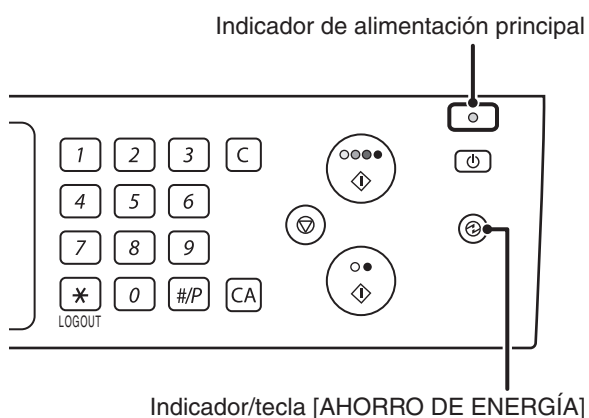 Indicador de alimentación principal
1 2 3 C
4 5 6
7 8 9
* 0 #/P CA
LOGOUT
Indicador/tecla [AHORRO DE ENERGÍA]